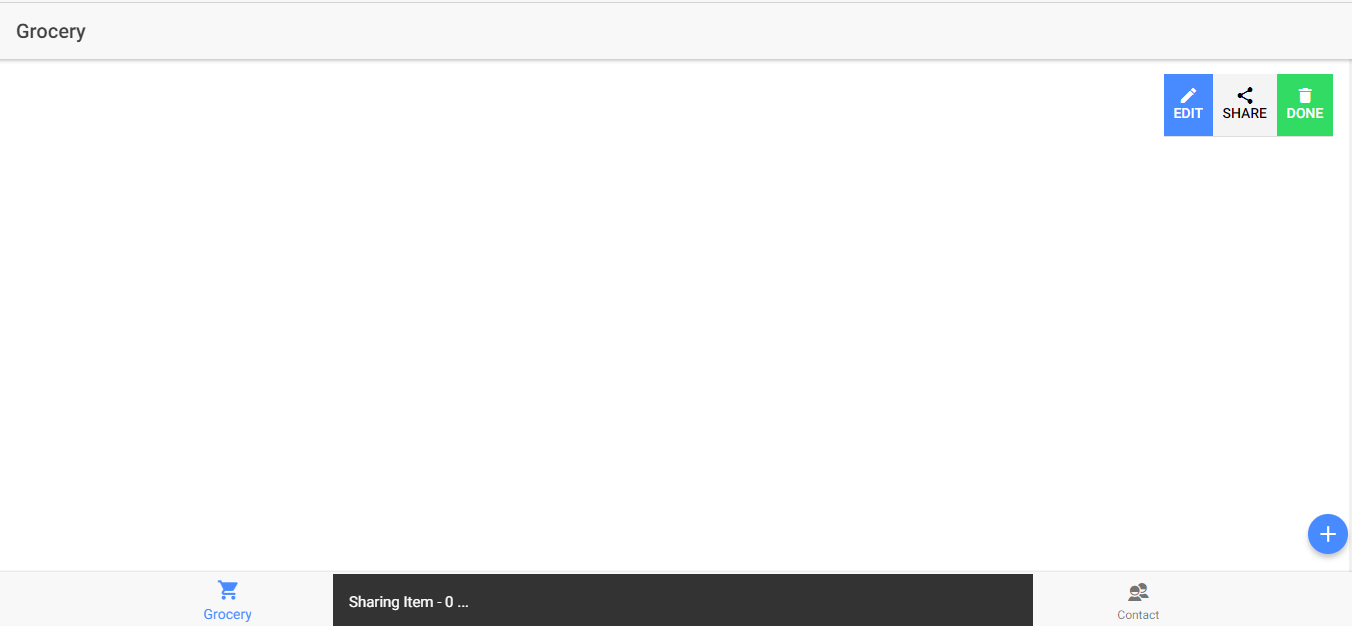 Grocery
EDIT SHARE DONE
Sharing Item - 0 ...
Grocery
Contact